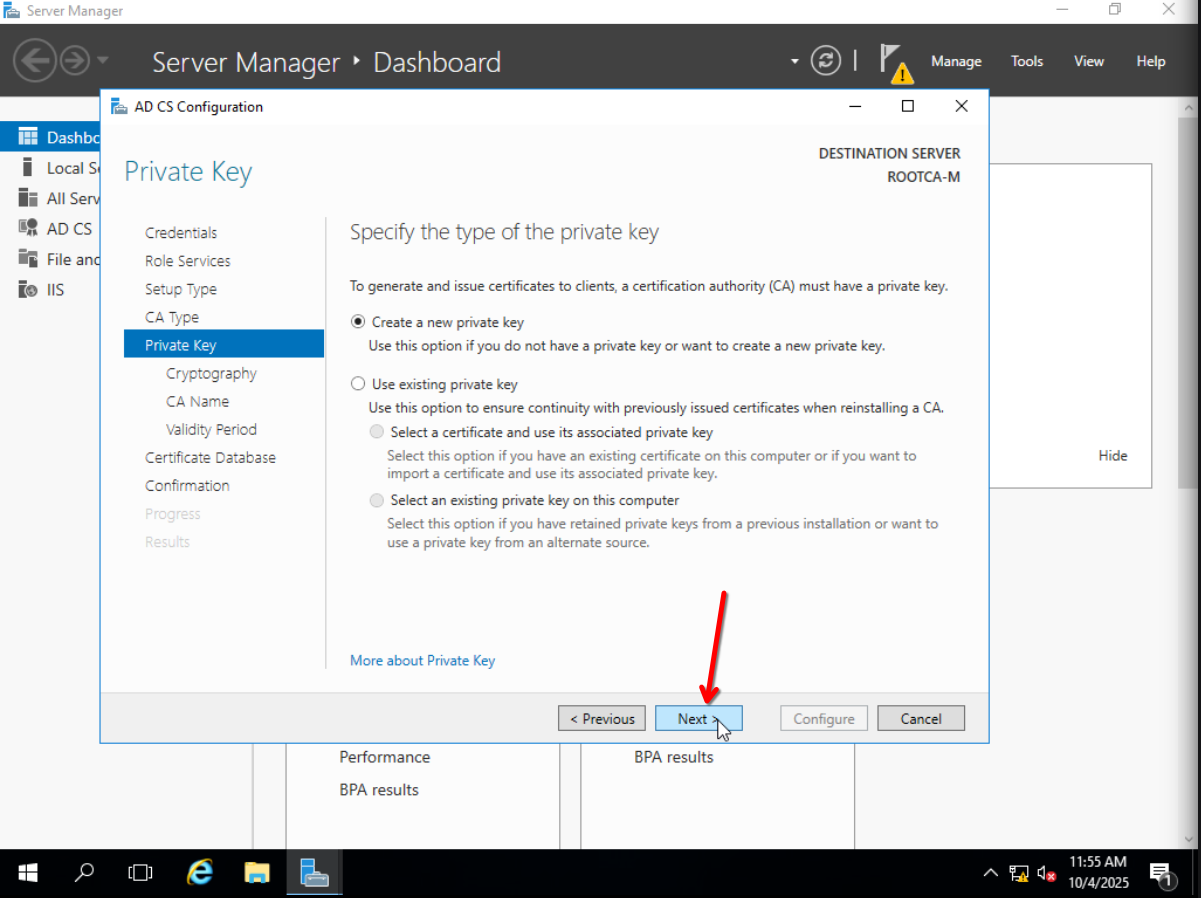 Server Manager
Server Manager ‣ Dashboard
Manage
Tools
View
Help
AD CS Configuration
Private Key
DESTINATION SERVER
ROOTCA-M
Dashbo
Local Se
All Serv
AD CS
File and
IIS
Credentials
Role Services
Setup Type
CA Type
Private Key
Cryptography
CA Name
Validity Period
Certificate Database
Confirmation
Progress
Results
Specify the type of the private key
To generate and issue certificates to clients, a certification authority (CA) must have a private key.
Create a new private key
Use this option if you do not have a private key or want to create a new private key.
Use existing private key
Use this option to ensure continuity with previously issued certificates when reinstalling a CA.
Select a certificate and use its associated private key
Select this option if you have an existing certificate on this computer or if you want to
import a certificate and use its associated private key.
Select an existing private key on this computer
Select this option if you have retained private keys from a previous installation or want to
use a private key from an alternate source.
More about Private Key
Hide
< Previous
Next >
Configure
Cancel
Performance
BPA results
BPA results
11:55 AM
10/4/2025
1